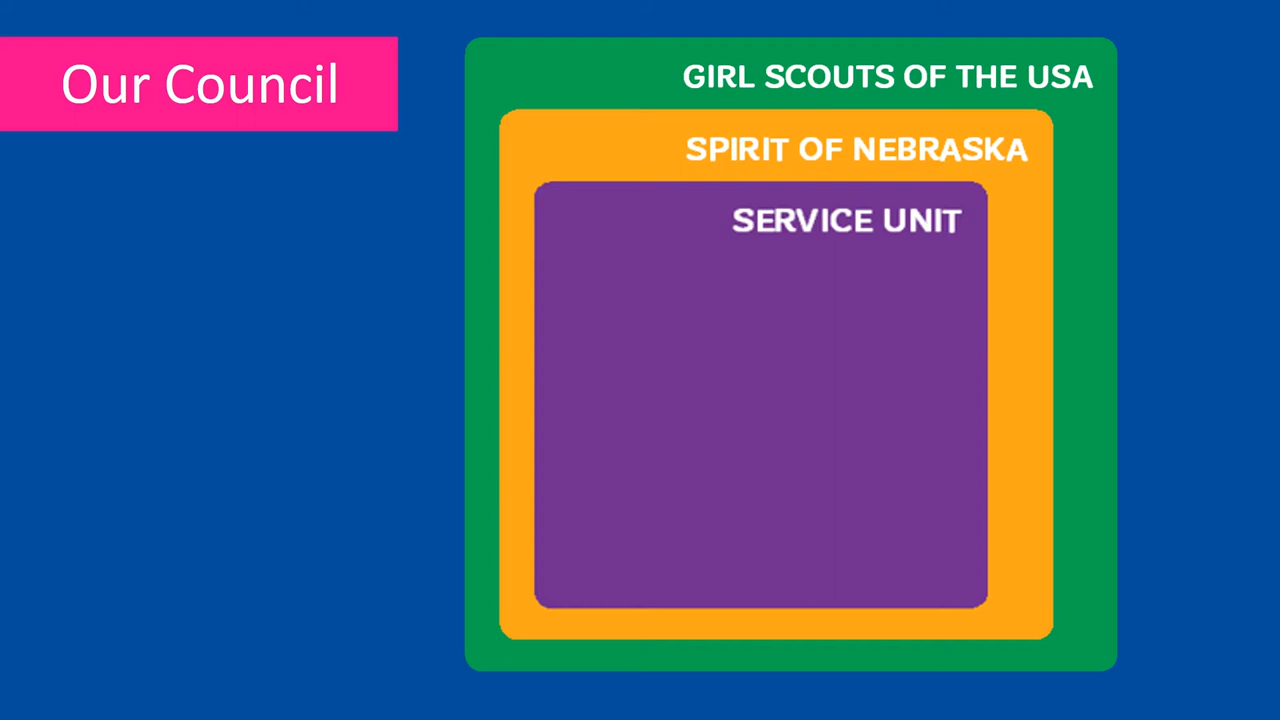 Our Council
GIRL SCOUTS OF THE USA
SPIRIT OF NEBRASKA
SERVICE UNIT